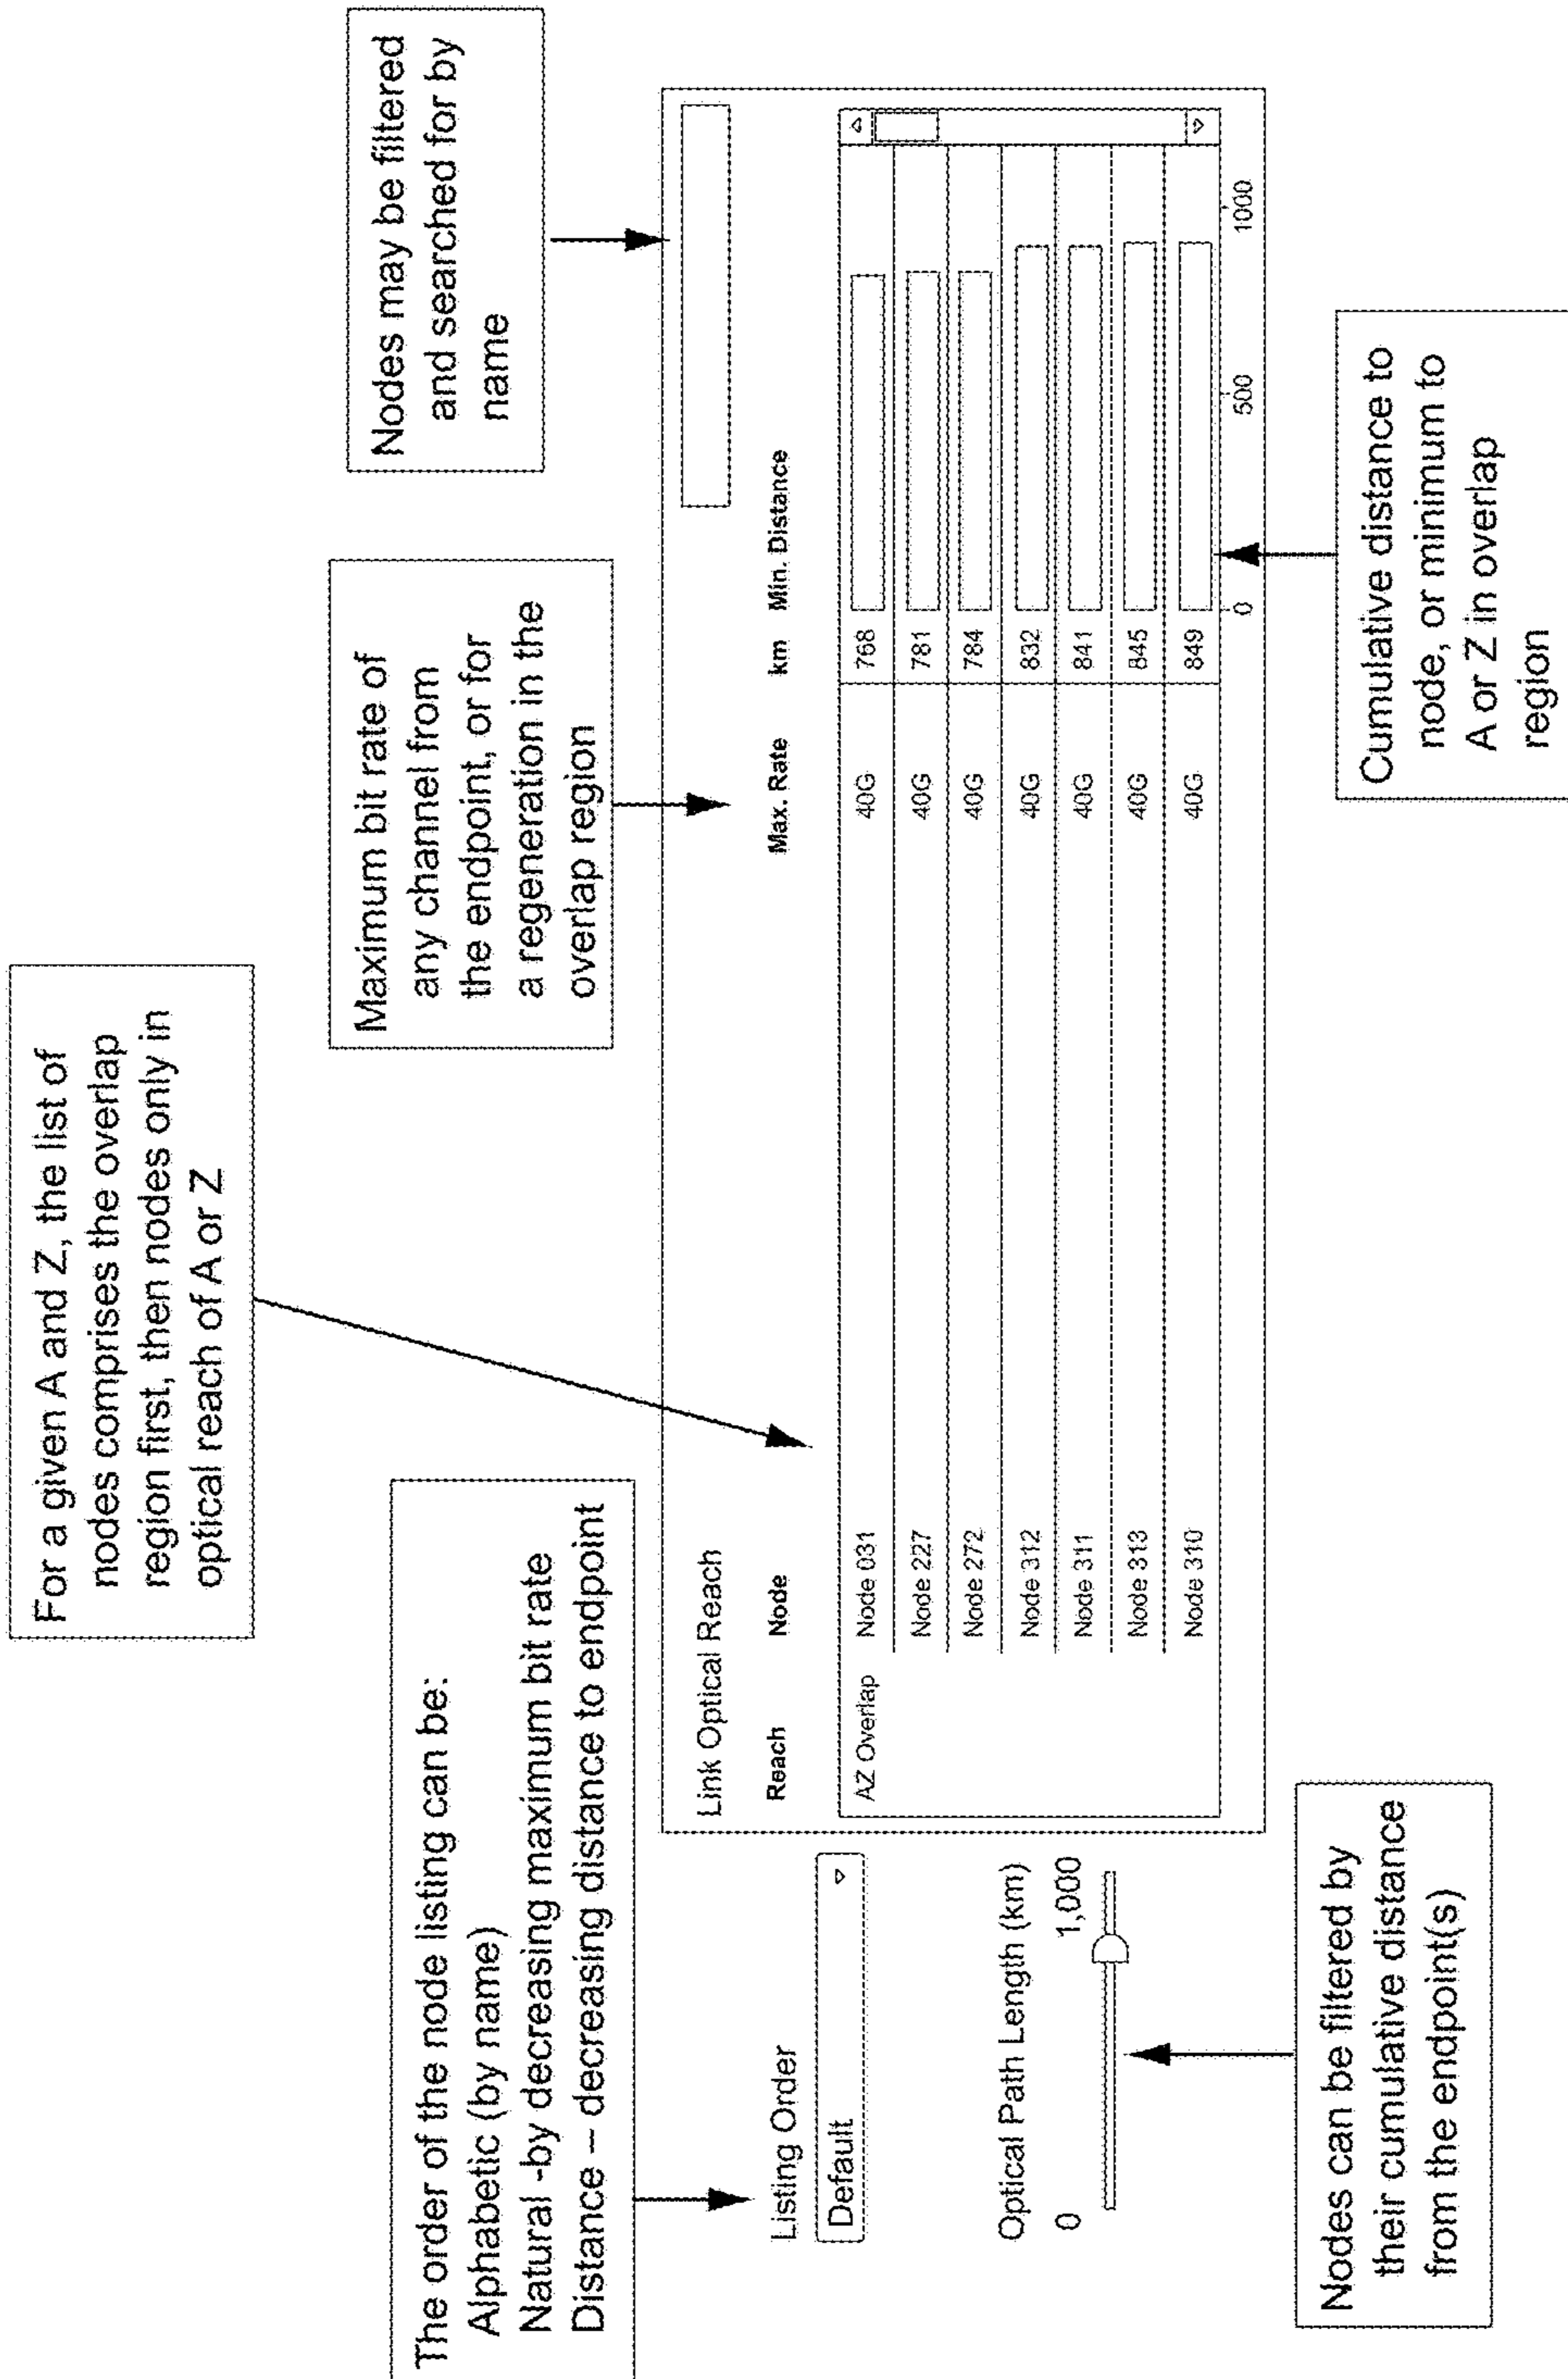 For a given A and Z, the list of
nodes comprises the overlap
region first, then nodes only in
optical reach of A or Z
The order of the node listing can be:
Alphabetic (by name)
Natural -by decreasing maximum bit rate
Distance – decreasing distance to endpoint
Maximum bit rate of
any channel from
the endpoint, or for
a regeneration in the
overlap region
Nodes may be filtered
and searched for by
name
Listing Order
Default
Optical Path Length (km)
0 1,000
Link Optical Reach
Reach Node Max. Rate km Min. Distance
AZ Overlap Node 031 40G 768
Node 227 40G 781
Node 272 40G 784
Node 312 40G 832
Node 311 40G 841
Node 313 40G 845
Node 310 40G 849
0 500 1000
Nodes can be filtered by
their cumulative distance
from the endpoint(s)
Cumulative distance to
node, or minimum to
A or Z in overlap
region